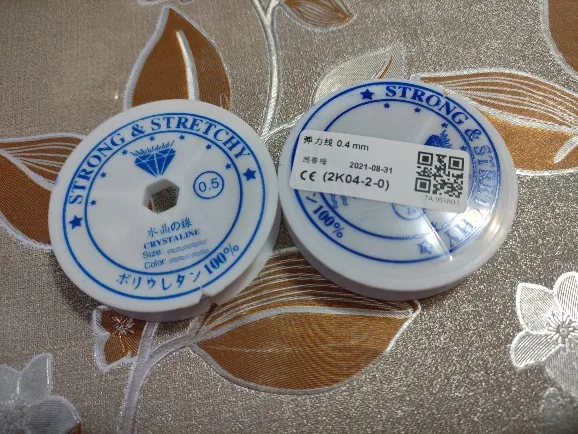 STRONG & STRETCHY
0.5
水晶の線
CRYSTALINE
Size:
Color:
ポリウレタン100%
STRONG &
弹力线 0.4 mm
2021-08-31
CE (2K04-2-0)
100%